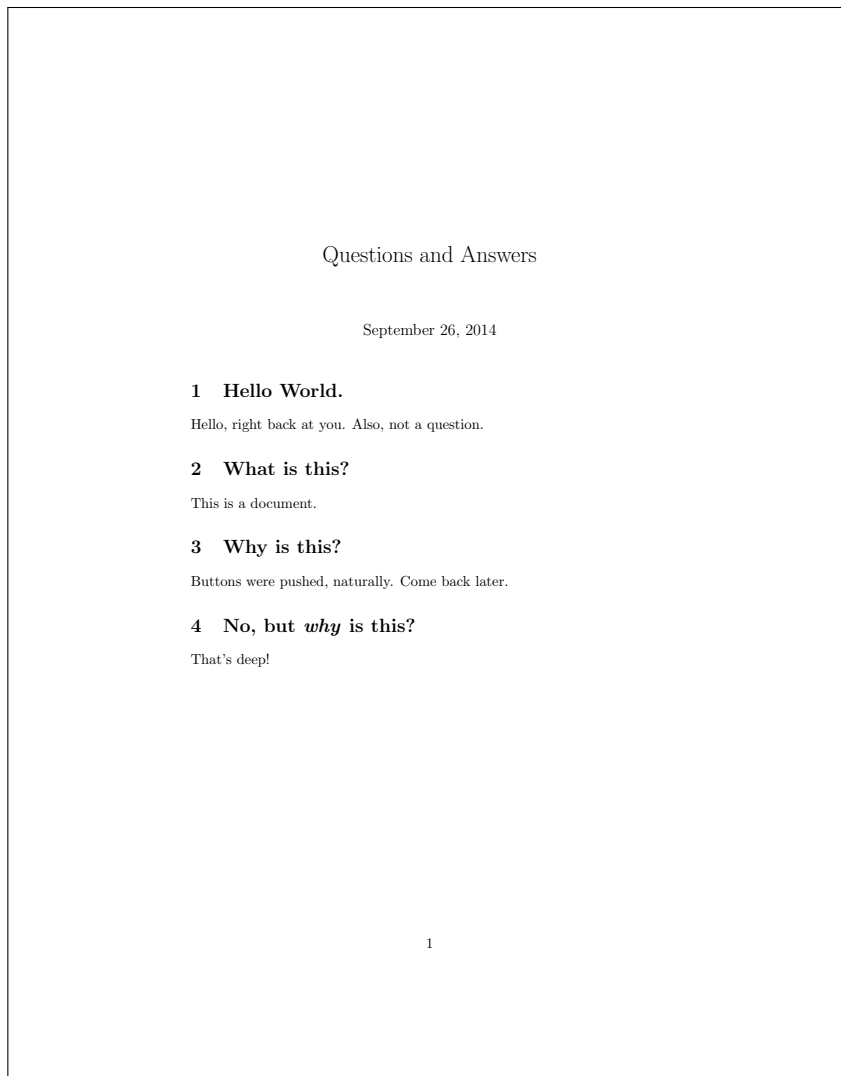 Questions and Answers
September 26, 2014
1 Hello World.
Hello, right back at you. Also, not a question.
2 What is this?
This is a document.
3 Why is this?
Buttons were pushed, naturally. Come back later.
4 No, but why is this?
That's deep!
1